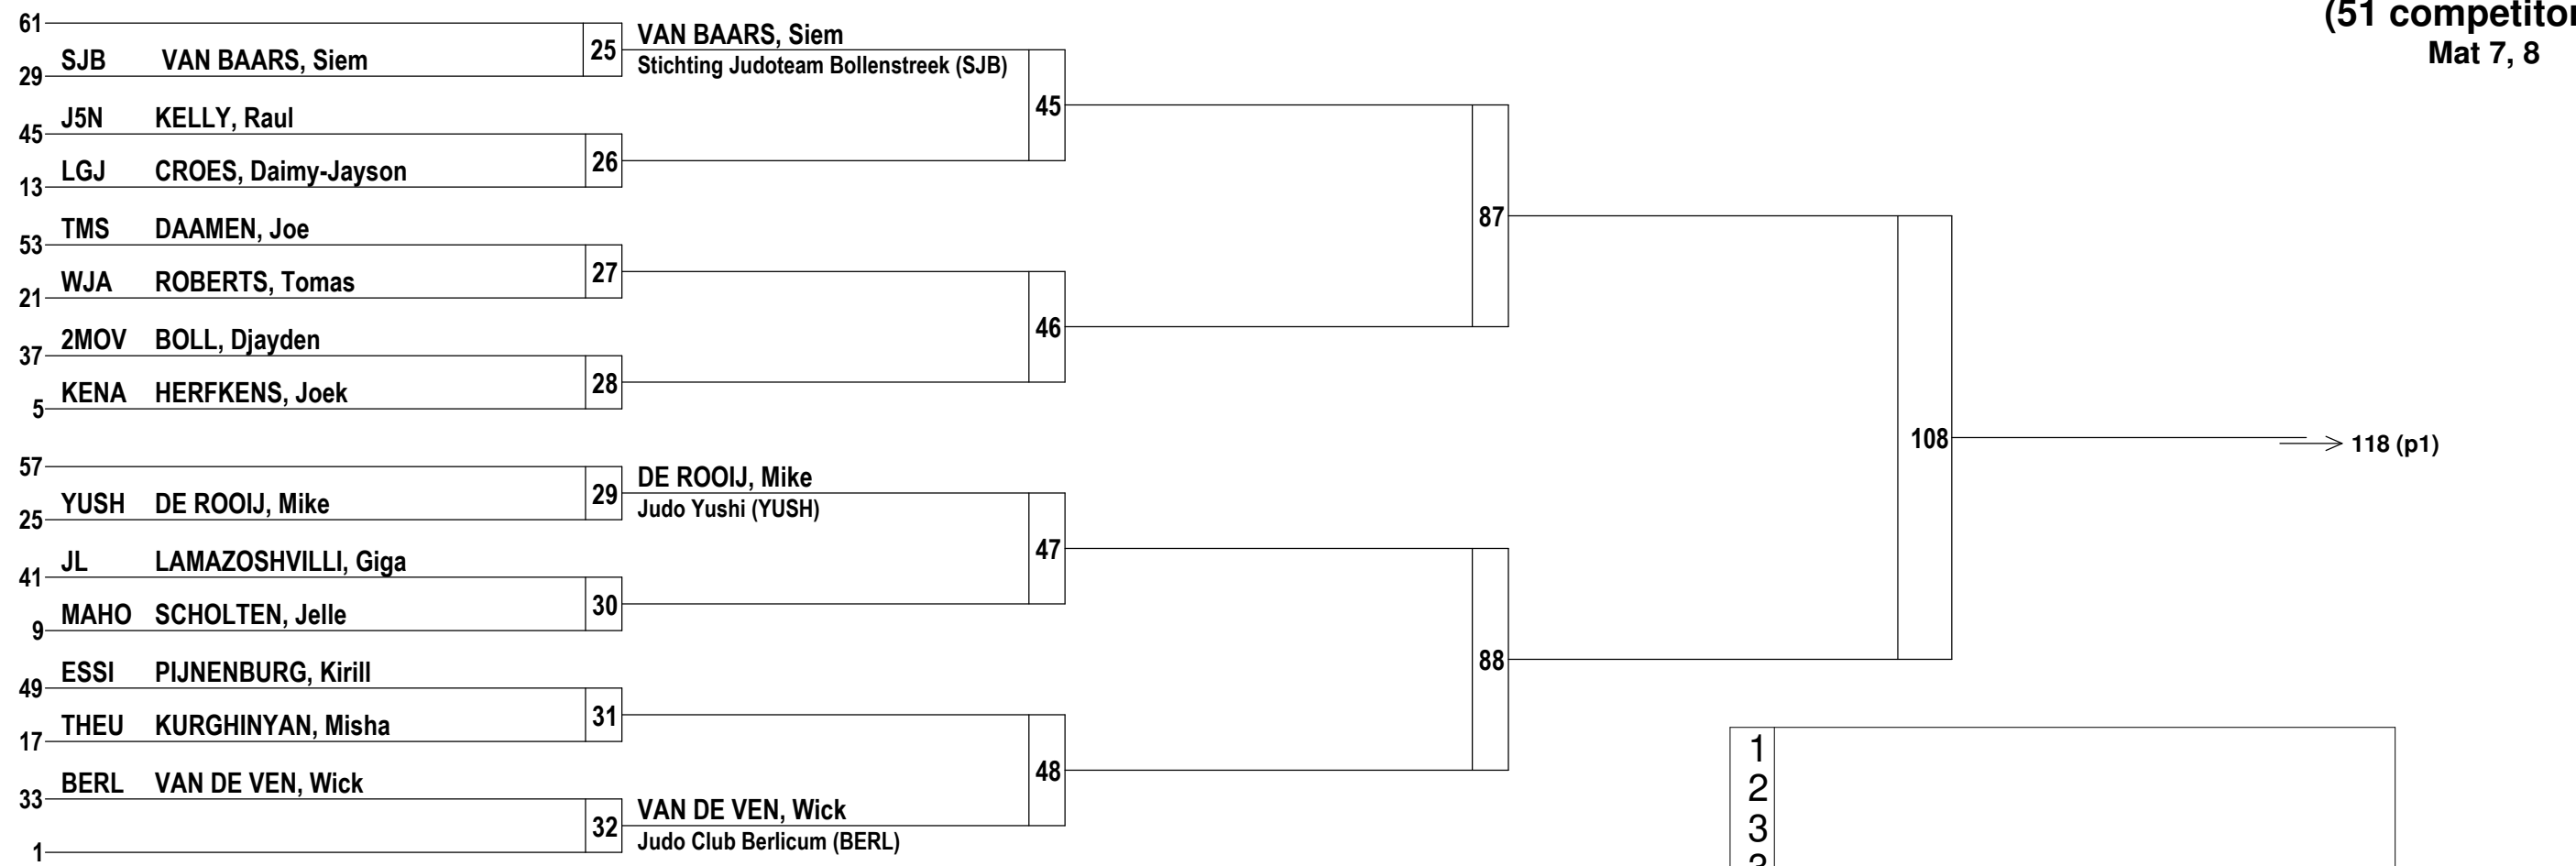 (51 competitor
Mat 7, 8
61
29 SJB VAN BAARS, Siem
25 VAN BAARS, Siem
Stichting Judoteam Bollenstreek (SJB)
45
45 J5N KELLY, Raul
26
13 LGJ CROES, Daimy-Jayson
87
53 TMS DAAMEN, Joe
27
21 WJA ROBERTS, Tomas
46
37 2MOV BOLL, Djayden
28
5 KENA HERFKENS, Joek
108
118 (p1)
57
29 DE ROOIJ, Mike
Judo Yushi (YUSH)
25 YUSH DE ROOIJ, Mike
47
41 JL LAMAZOSHVILLI, Giga
30
9 MAHO SCHOLTEN, Jelle
88
49 ESSI PIJNENBURG, Kirill
31
17 THEU KURGHINYAN, Misha
48
33 BERL VAN DE VEN, Wick
32 VAN DE VEN, Wick
Judo Club Berlicum (BERL)
1
1
2
3
3